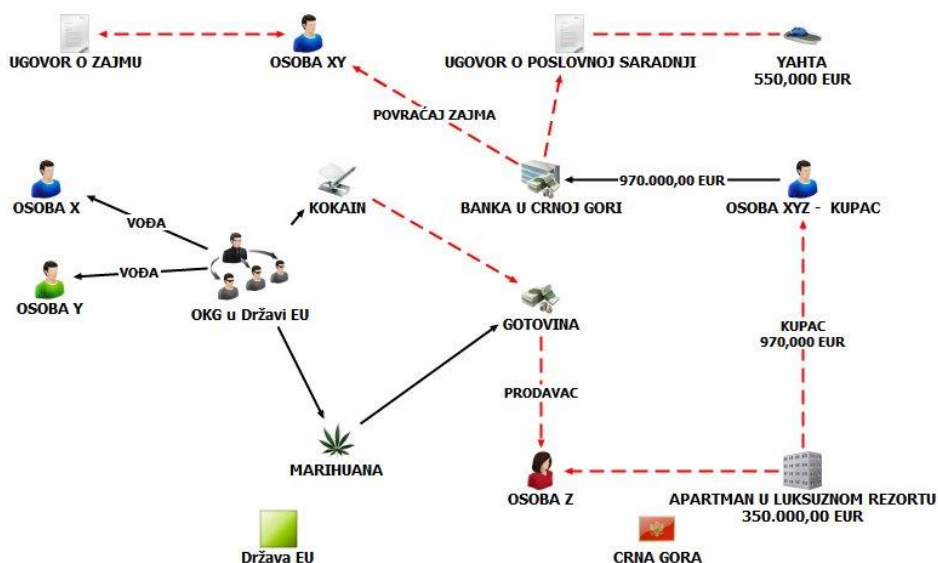 UGOVOR O ZAJMU
OSOBA XY
UGOVOR O POSLOVNOJ SARADNJI
YAHTA
550,000 EUR
POVRAĆAJ ZAJMA
OSOBA X
KOKAIN
BANKA U CRNOJ GORI
970.000,00 EUR
OSOBA XYZ - KUPAC
VOĐA
VOĐA
OSOBA Y
OKG u Državi EU
GOTOVINA
KUPAC
970,000 EUR
PRODAVAC
MARIHUANA
OSOBA Z
APARTMAN U LUKSUZNOM REZORTU
350.000,00 EUR
Država EU
CRNA GORA